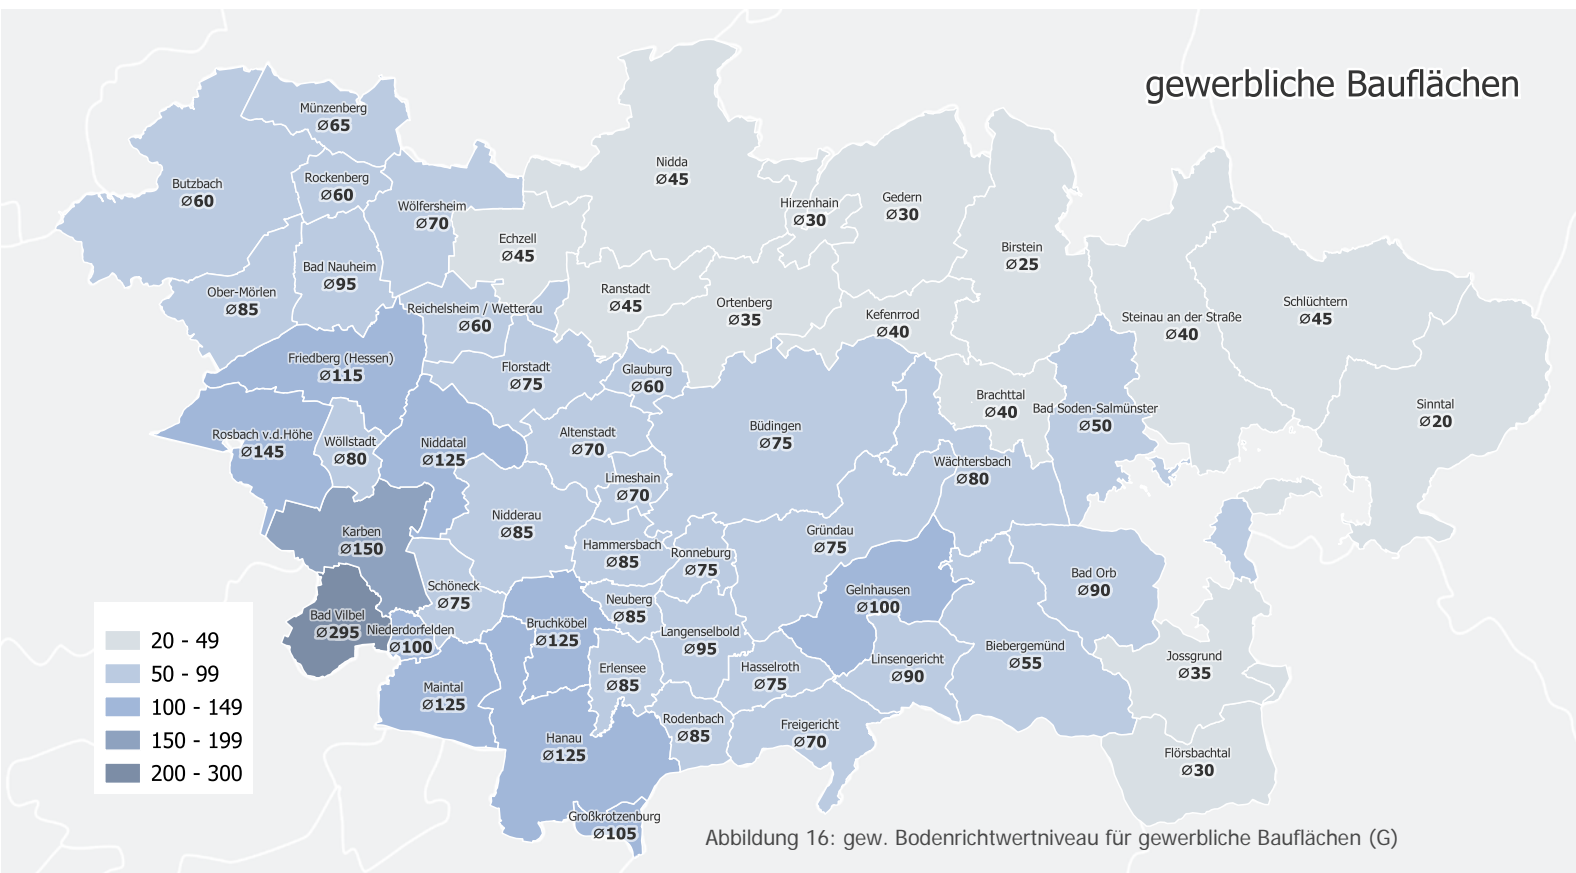 gewerbliche Bauflächen
Münzenberg
Ø65
Nidda
Ø45
Butzbach
Ø60
Rockenberg
Ø60
Wölfersheim
Ø70
Hirzenhain
Ø30
Gedern
Ø30
Echzell
Ø45
Birstein
Ø25
Bad Nauheim
Ø95
Ober-Mörlen
Ø85
Reichelsheim / Wetterau
Ø60
Ranstadt
Ø45
Ortenberg
Ø35
Kefenrrod
Ø40
Steinau an der Straße
Ø40
Schlüchtern
Ø45
Friedberg (Hessen)
Ø115
Florstadt
Ø75
Glauburg
Ø60
Brachttal
Ø40
Bad Soden-Salmünster
Ø50
Sinntal
Ø20
Rosbach v.d.Höhe
Ø145
Wöllstadt
Ø80
Niddatal
Ø125
Altenstadt
Ø70
Büdingen
Ø75
Limeshain
Ø70
Wächtersbach
Ø80
Karben
Ø150
Nidderau
Ø85
Hammersbach
Ø85
Ronneburg
Ø75
Gründau
Ø75
Schöneck
Ø75
Neuberg
Ø85
Gelnhausen
Ø100
Bad Orb
Ø90
Bad Vilbel
Ø295
Niederdorfelden
Ø100
Bruchköbel
Ø125
Langenselbold
Ø95
Erlensee
Ø85
Hasselroth
Ø75
Linsengericht
Ø90
Biebergemünd
Ø55
Jossgrund
Ø35
Maintal
Ø125
Hanau
Ø125
Rodenbach
Ø85
Freigericht
Ø70
Flörsbachtal
Ø30
Großkrotzenburg
Ø105
20 - 49
50 - 99
100 - 149
150 - 199
200 - 300
Abbildung 16: gew. Bodenrichtwertniveau für gewerbliche Bauflächen (G)